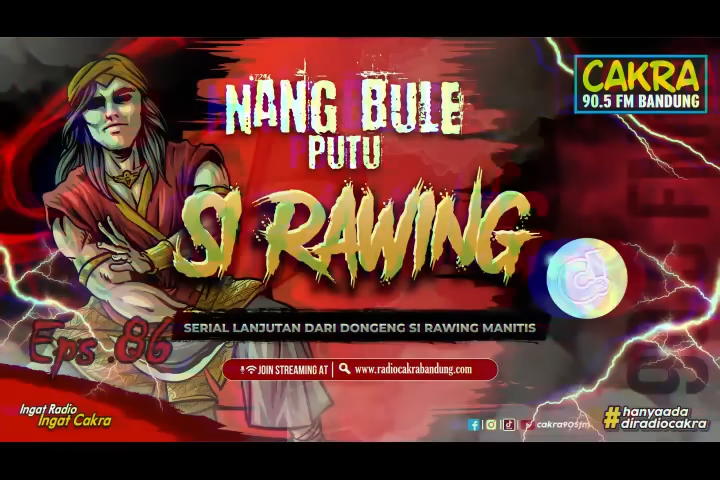 NANG BULE
PUTU
SI RAWING
SERIAL LANJUTAN DARI DONGENG SI RAWING MANITIS
JOIN STREAMING AT | www.radiocakrabandung.com
CAKRA
90.5 FM BANDUNG
Eps.86
Ingat Radio
Ingat Cakra
cakra905fm
#hanyaada
diradiocakra